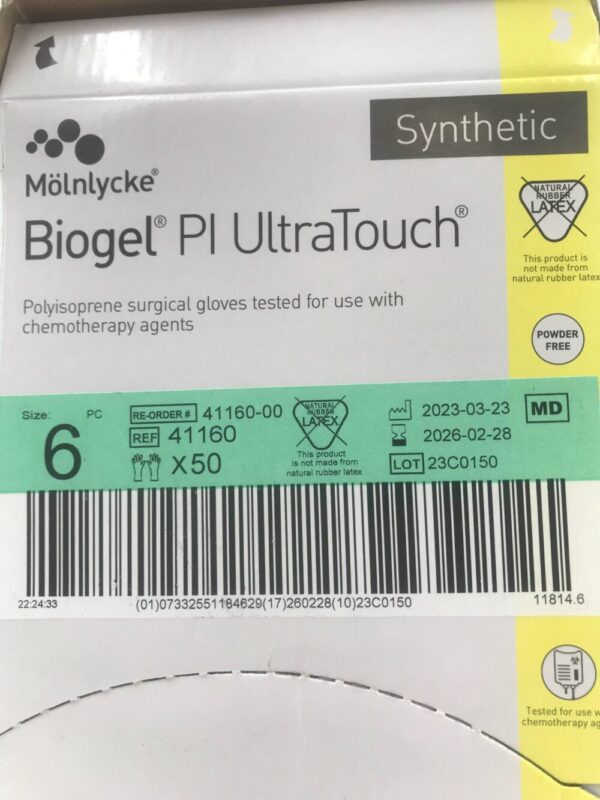 Synthetic
Mölnlycke®
Biogel® PI UltraTouch®
Polyisoprene surgical gloves tested for use with
chemotherapy agents
NATURAL
RUBBER
LATEX
This product is
not made from
natural rubber latex
POWDER
FREE
Size:
6
PC
RE-ORDER # 41160-00
REF 41160
X50
NATURAL
RUBBER
LATEX
This product
is not made from
natural rubber latex
2023-03-23
2026-02-28
LOT 23C0150
MD
22:24:33
(01)07332551184629(17)260228(10)23C0150
11814.6
Tested for use w
chemotherapy ag